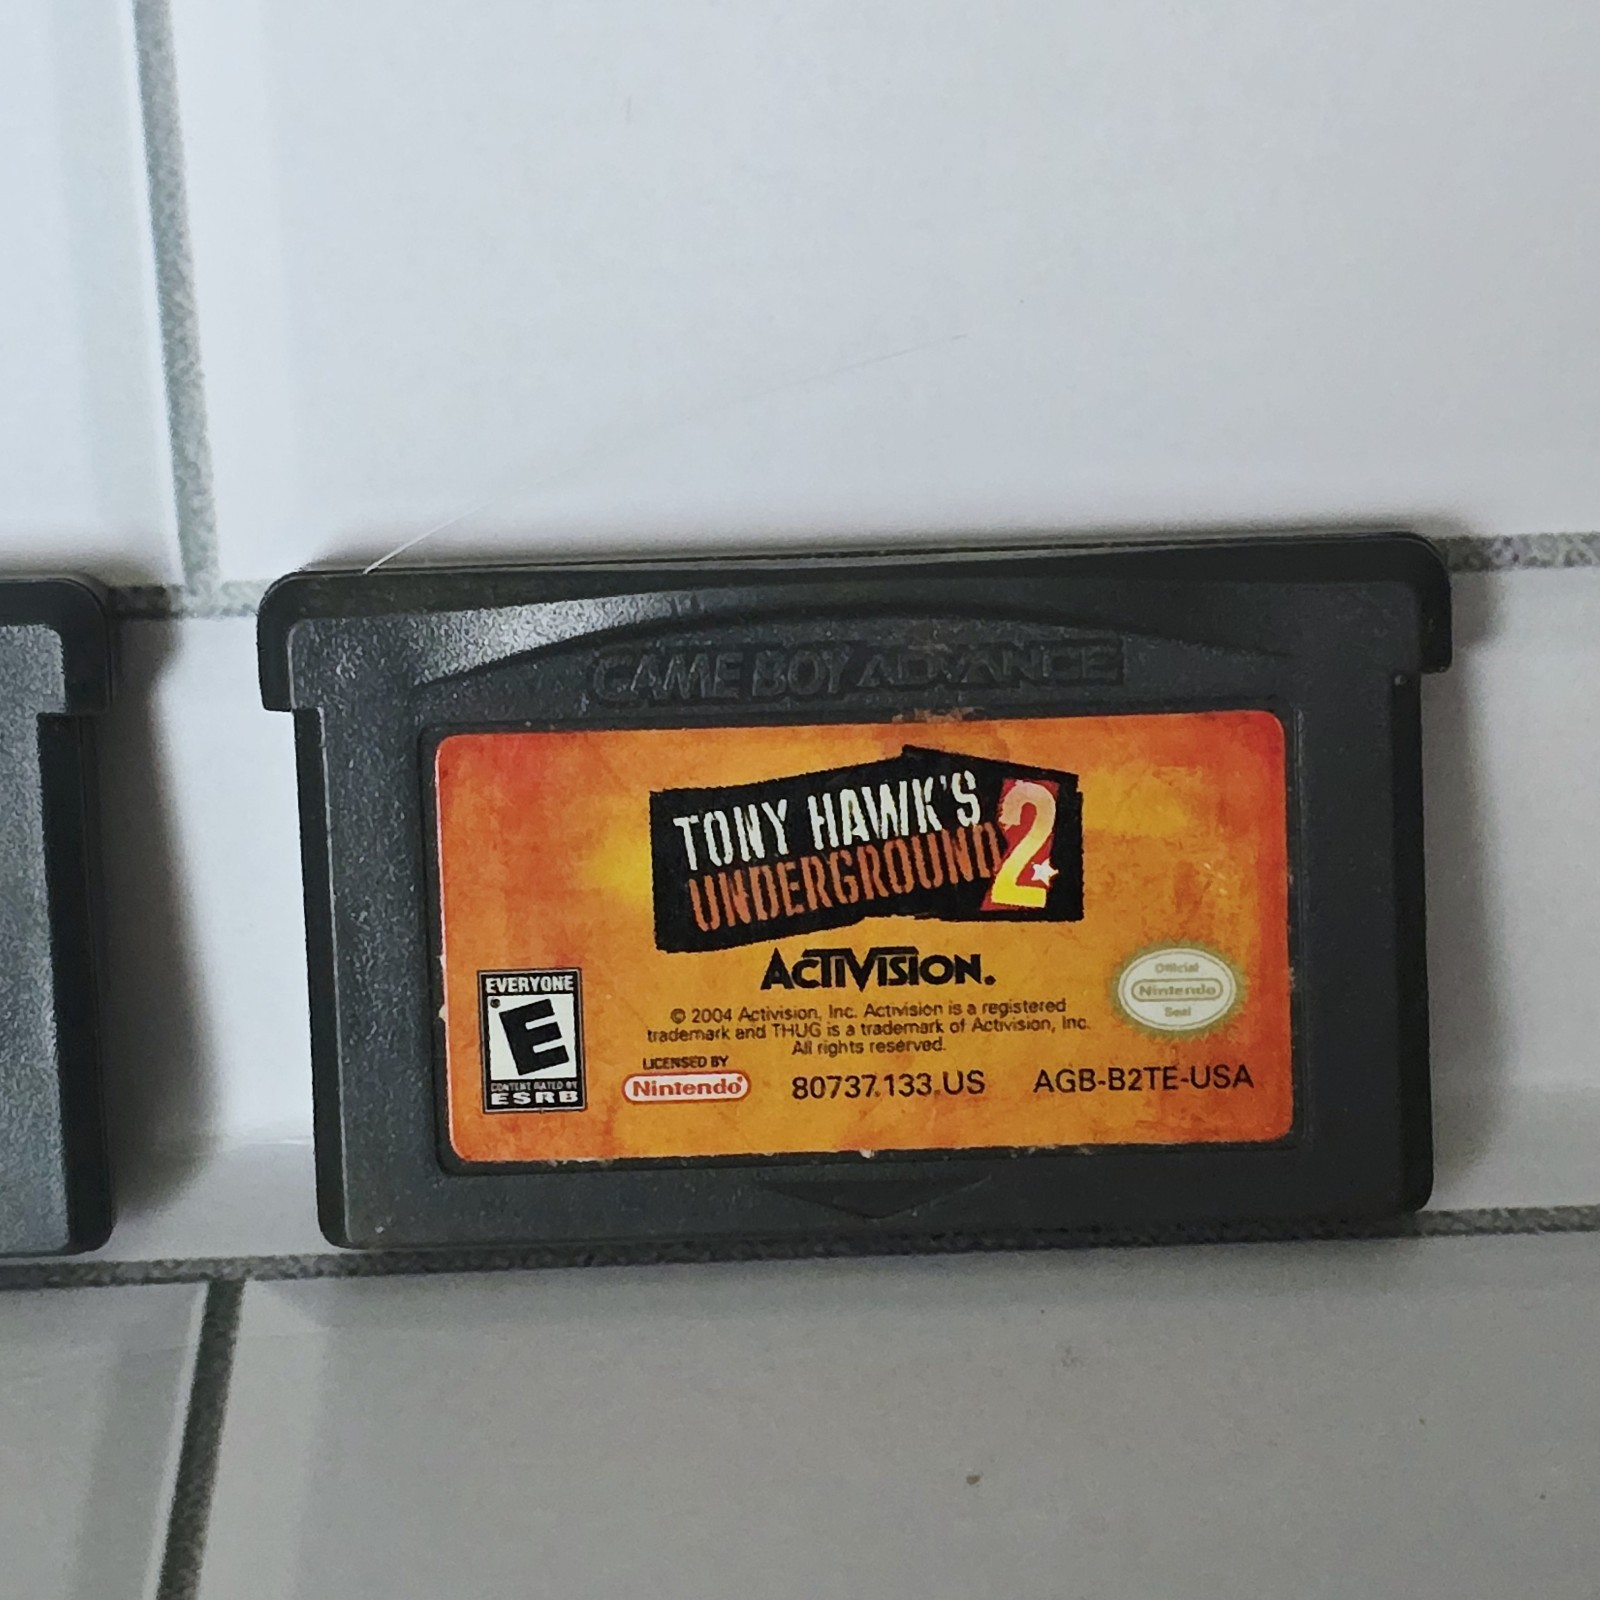 GAME BOY ADVANCE
TONY HAWK'S
UNDERGROUND 2
ACTIVISION.
EVERYONE
E
CONTENT RATED BY
ESRB
© 2004 Activision, Inc. Activision is a registered
trademark and THUG is a trademark of Activision, Inc.
All rights reserved.
Official
Nintendo
Seal
LICENSED BY
Nintendo®
80737.133.US
AGB-B2TE-USA